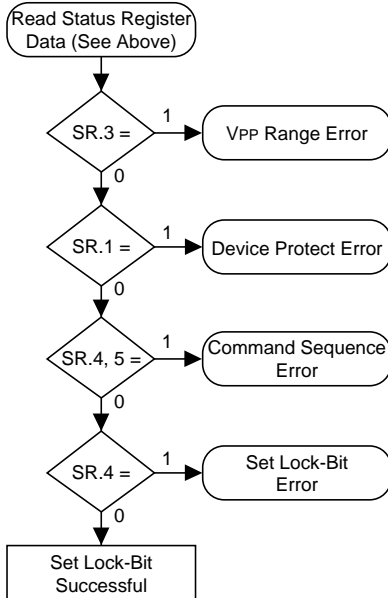 Read Status Register
Data (See Above)
SR.3 =
1
VPP Range Error
0
SR.1 =
1
Device Protect Error
0
SR.4, 5 =
1
Command Sequence
Error
0
SR.4 =
1
Set Lock-Bit
Error
0
Set Lock-Bit
Successful